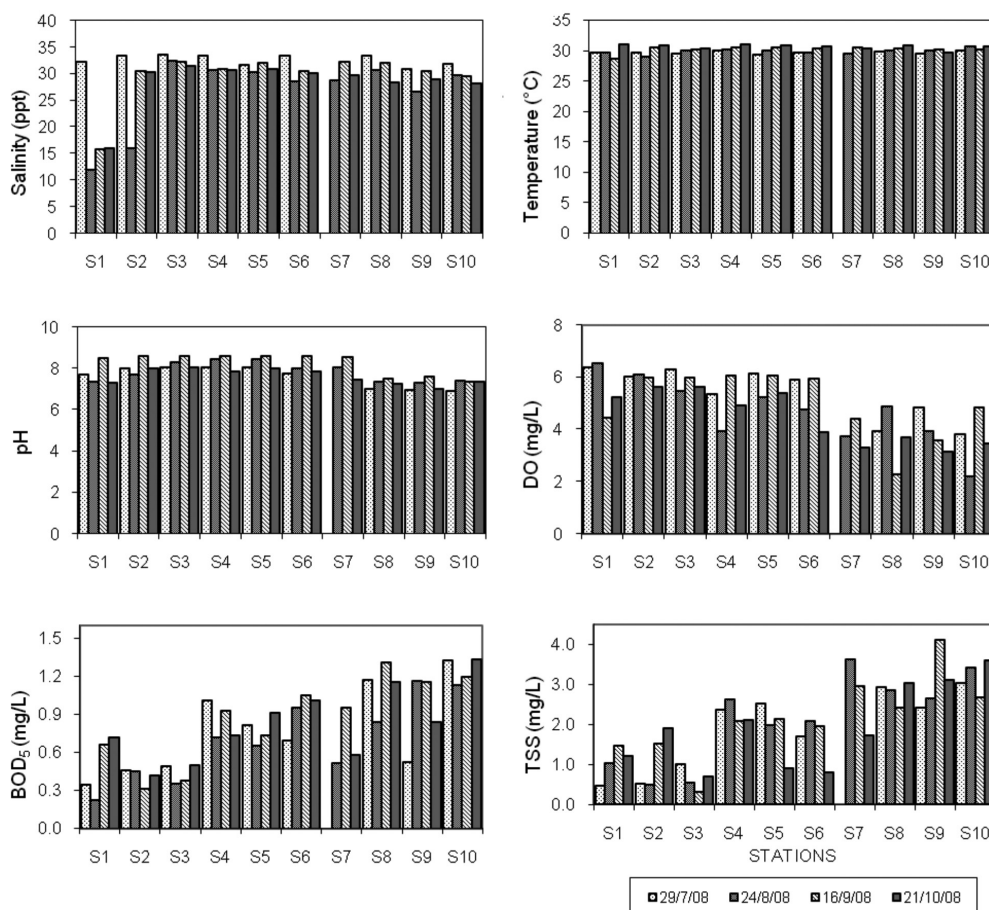 Salinity (ppt)
40
35
30
25
20
15
10
5
0
S1 S2 S3 S4 S5 S6 S7 S8 S9 S10
Temperature (°C)
35
30
25
20
15
10
5
0
S1 S2 S3 S4 S5 S6 S7 S8 S9 S10
pH
10
8
6
4
2
0
S1 S2 S3 S4 S5 S6 S7 S8 S9 S10
DO (mg/L)
8
6
4
2
0
S1 S2 S3 S4 S5 S6 S7 S8 S9 S10
BOD5 (mg/L)
1.5
1.2
0.9
0.6
0.3
0.0
S1 S2 S3 S4 S5 S6 S7 S8 S9 S10
TSS (mg/L)
4.0
3.0
2.0
1.0
0.0
S1 S2 S3 S4 S5 S6 S7 S8 S9 S10
STATIONS
29/7/08 24/8/08 16/9/08 21/10/08